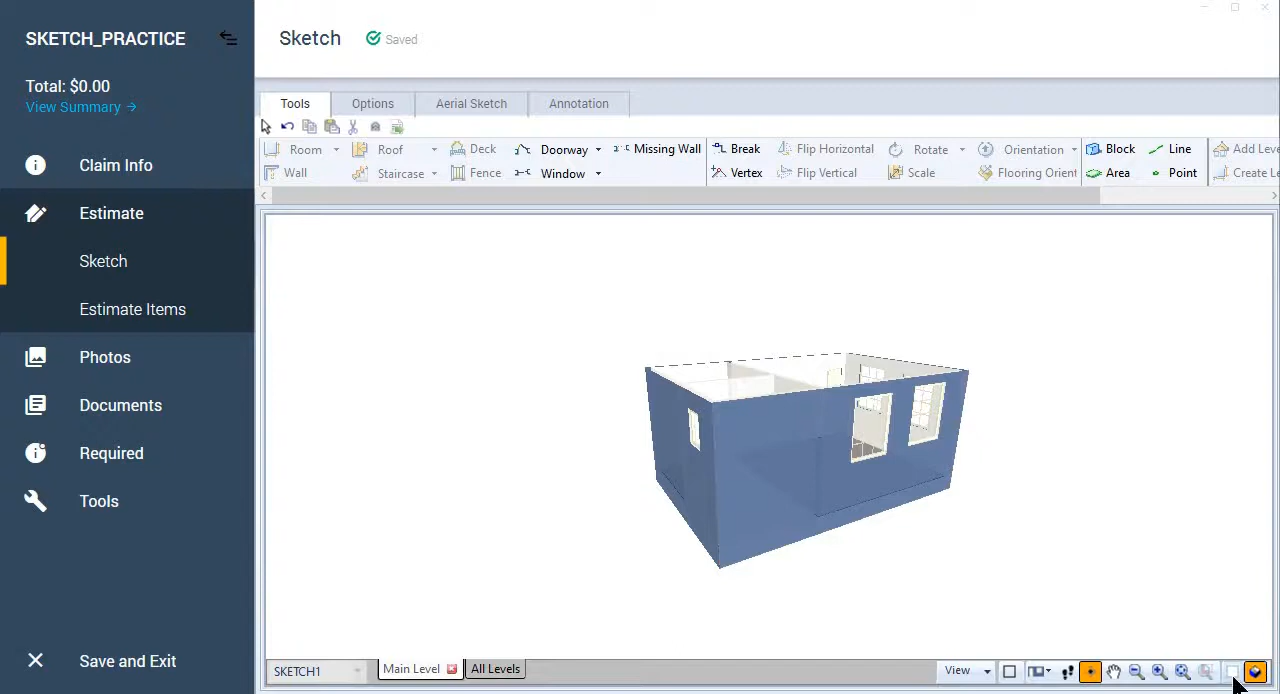 SKETCH_PRACTICE
Total: $0.00
View Summary →
Claim Info
Estimate
Sketch
Estimate Items
Photos
Documents
Required
Tools
Save and Exit
Sketch
Saved
Tools Options Aerial Sketch Annotation
Room Roof Deck Doorway Missing Wall Break Flip Horizontal Rotate Orientation Block Line Add Leve
Wall Staircase Fence Window Vertex Flip Vertical Scale Flooring Orient Area Point Create Le
SKETCH1 Main Level All Levels View